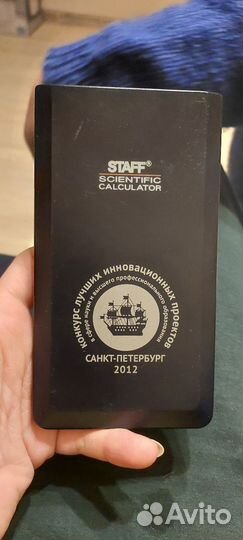 STAFF®
SCIENTIFIC
CALCULATOR
КОНКУРС ЛУЧШИХ ИННОВАЦИОННЫХ ПРОЕКТОВ
в сфере науки и высшего профессионального образования
САНКТ-ПЕТЕРБУРГ
2012
Avito